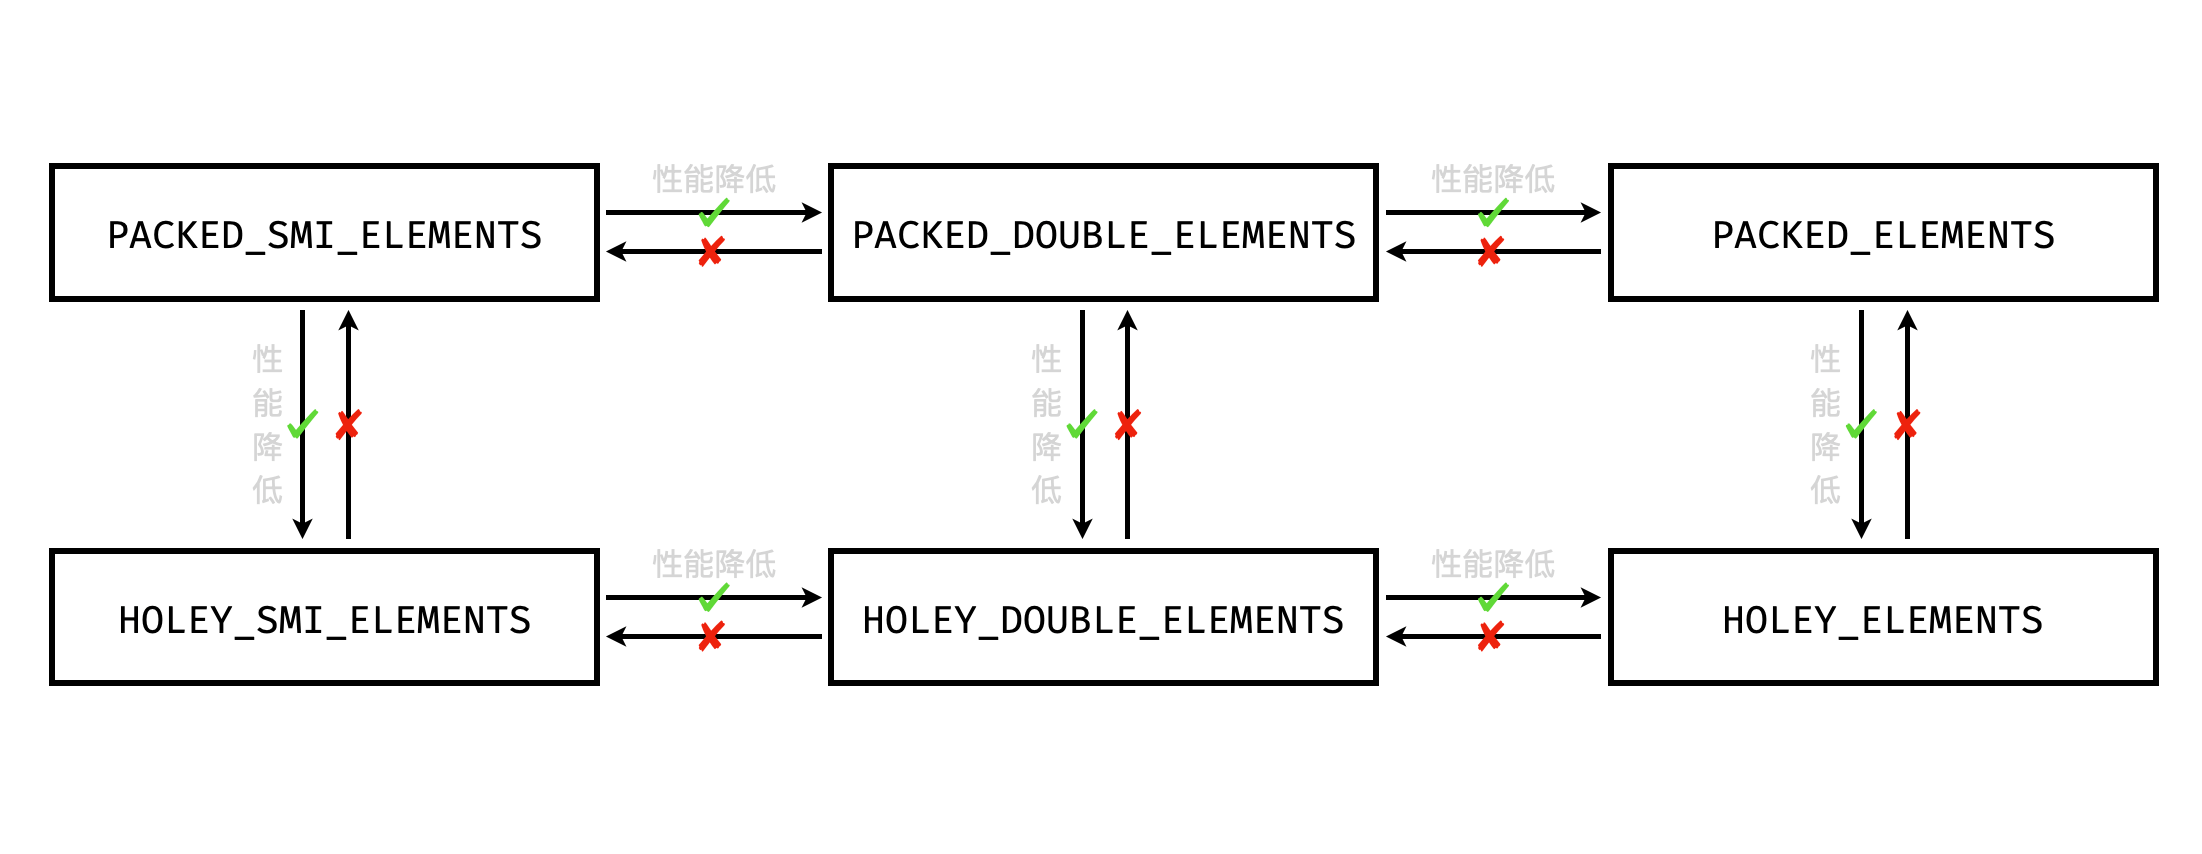 性能降低
性能降低
PACKED_SMI_ELEMENTS
PACKED_DOUBLE_ELEMENTS
PACKED_ELEMENTS
性能降低
性能降低
性能降低
性能降低
性能降低
HOLEY_SMI_ELEMENTS
HOLEY_DOUBLE_ELEMENTS
HOLEY_ELEMENTS